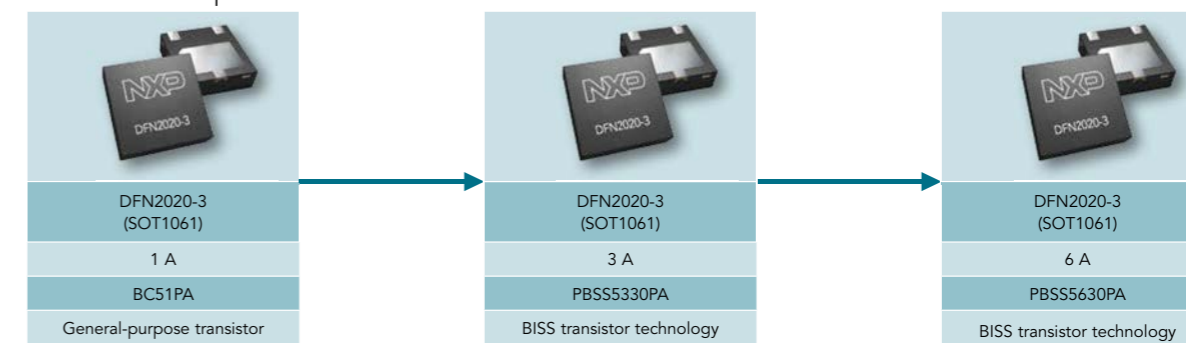 NXP
DFN2020-3
DFN2020-3
(SOT1061)
1 A
BC51PA
General-purpose transistor
NXP
DFN2020-3
DFN2020-3
(SOT1061)
3 A
PBSS5330PA
BISS transistor technology
NXP
DFN2020-3
DFN2020-3
(SOT1061)
6 A
PBSS5630PA
BISS transistor technology